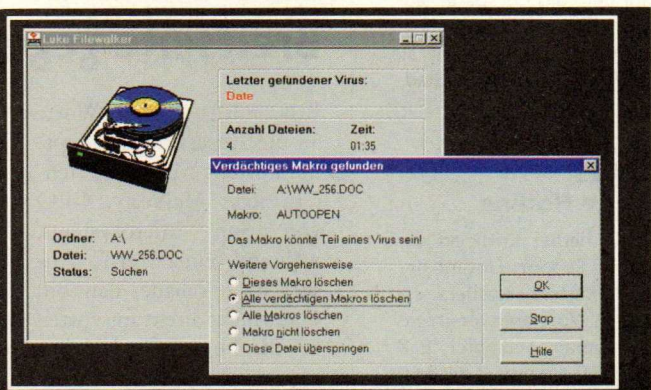 Luke Filewalker
Letzter gefundener Virus:
Date
Anzahl Dateien: Zeit:
4 01:35
Ordner: A:\
Datei: WW_256.DOC
Status: Suchen
Verdächtiges Makro gefunden
Datei: A:\WW_256.DOC
Makro: AUTOOPEN
Das Makro könnte Teil eines Virus sein!
Weitere Vorgehensweise
Dieses Makro löschen
Alle verdächtigen Makros löschen
Alle Makros löschen
Makro nicht löschen
Diese Datei überspringen
OK
Stop
Hilfe